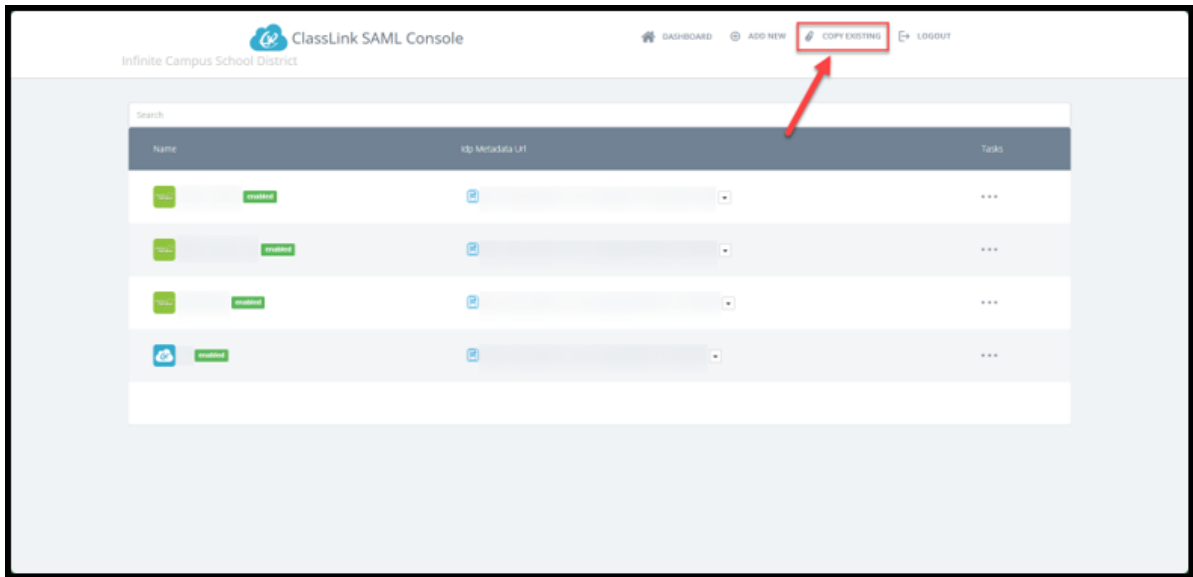 ClassLink SAML Console
Infinite Campus School District
DASHBOARD ADD NEW COPY EXISTING LOGOUT
Search
Name Idp Metadata Url Tasks
enabled
enabled
enabled
enabled